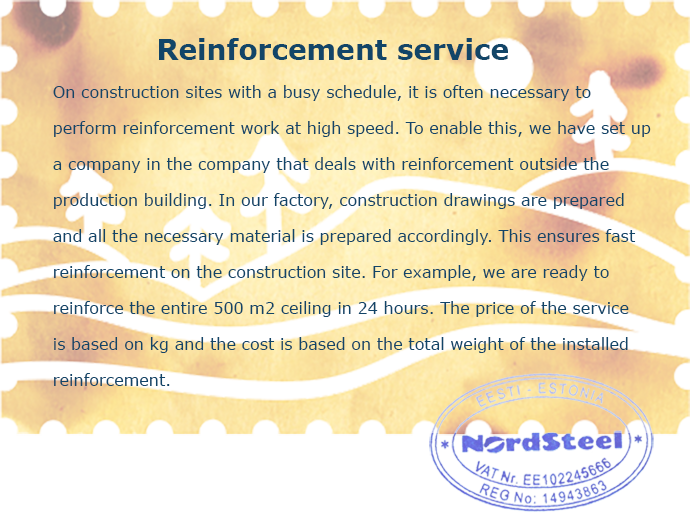 Reinforcement service
On construction sites with a busy schedule, it is often necessary to
perform reinforcement work at high speed. To enable this, we have set up
a company in the company that deals with reinforcement outside the
production building. In our factory, construction drawings are prepared
and all the necessary material is prepared accordingly. This ensures fast
reinforcement on the construction site. For example, we are ready to
reinforce the entire 500 m2 ceiling in 24 hours. The price of the service
is based on kg and the cost is based on the total weight of the installed
reinforcement.
EESTI - ESTONIA
* NordSteel *
VAT Nr. EE102245666
REG No: 14943863